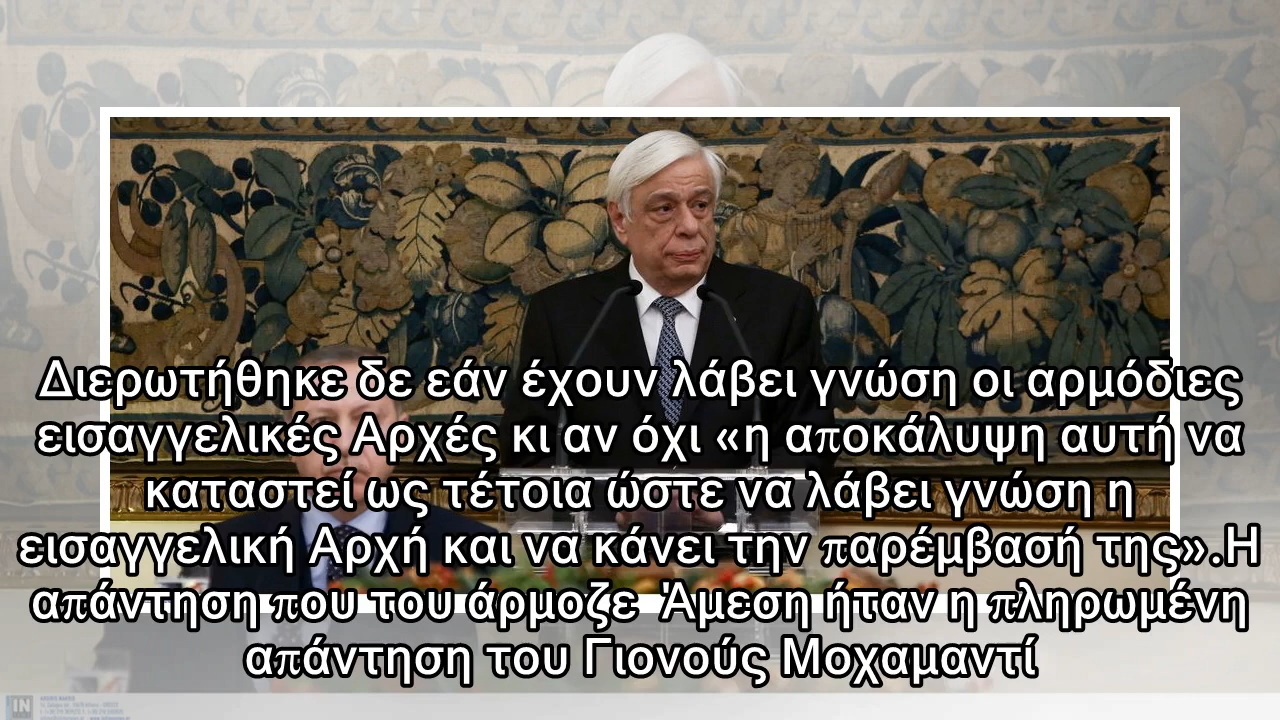 Διερωτήθηκε δε εάν έχουν λάβει γνώση οι αρμόδιες
εισαγγελικές Αρχές κι αν όχι «η αποκάλυψη αυτή να
καταστεί ως τέτοια ώστε να λάβει γνώση η
εισαγγελική Αρχή και να κάνει την παρέμβασή της».Η
απάντηση που του άρμοζε Άμεση ήταν η πληρωμένη
απάντηση του Γιονούς Μοχαμαντί
IN